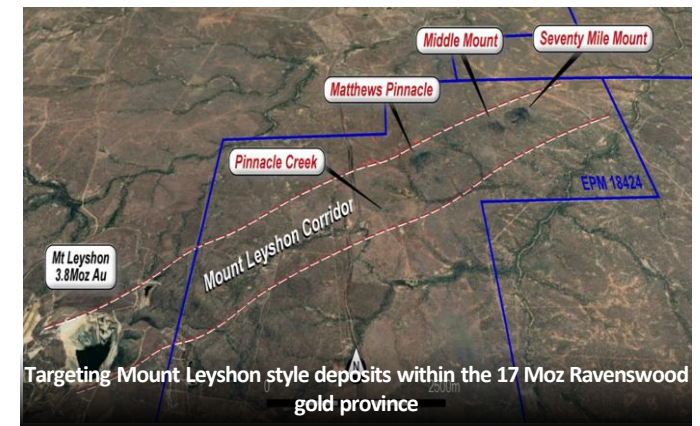 Middle Mount
Seventy Mile Mount
Matthews Pinnacle
Pinnacle Creek
EPM 18424
Mount Leyshon Corridor
Mt Leyshon
3.8Moz Au
N
0
2500m
Targeting Mount Leyshon style deposits within the 17 Moz Ravenswood
gold province